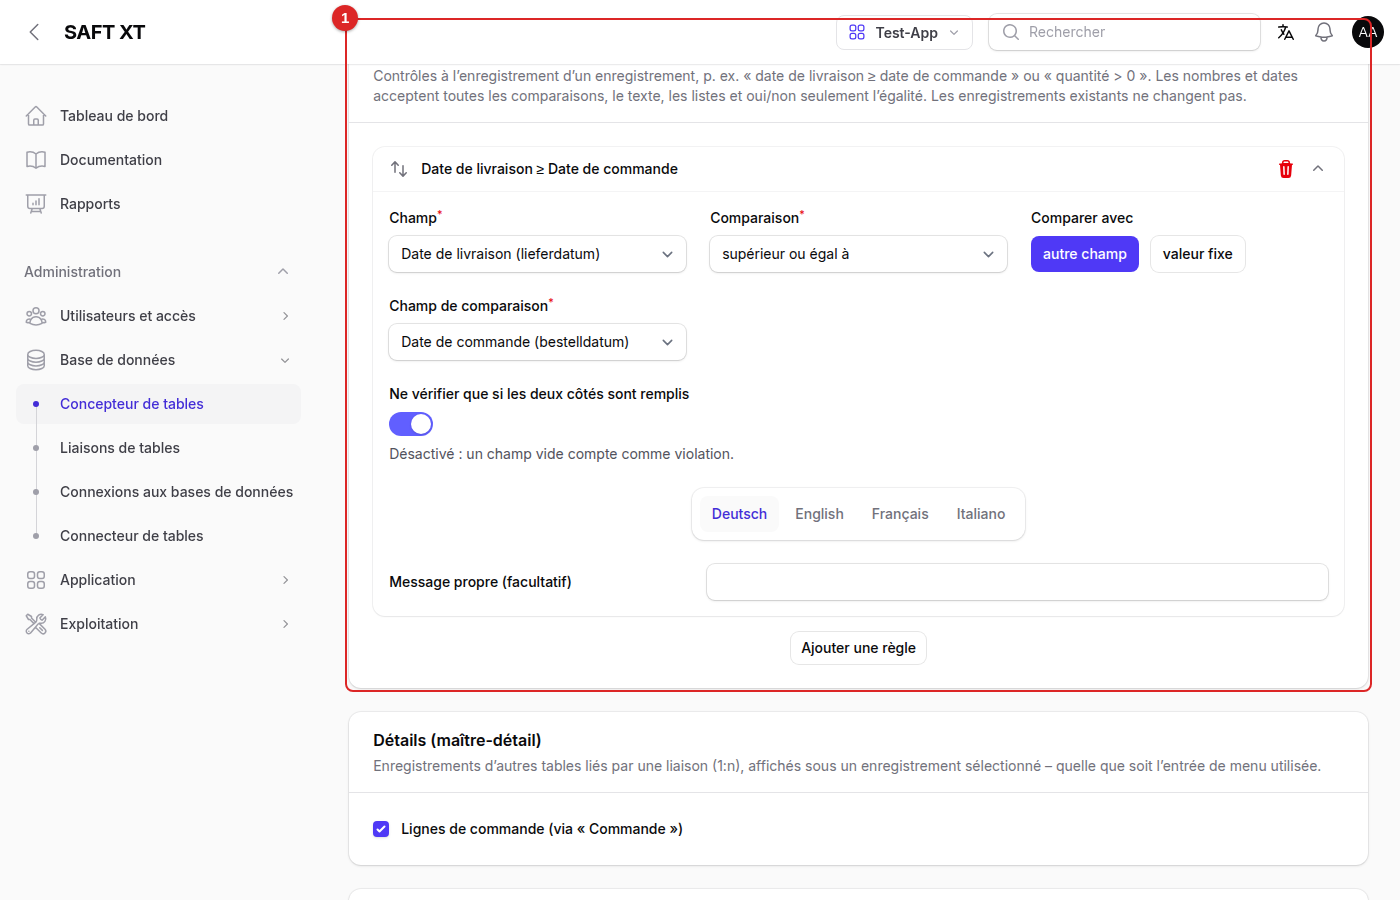 1
SAFT XT
Test-App
Rechercher
AA
Tableau de bord
Documentation
Rapports
Administration
Utilisateurs et accès
Base de données
Concepteur de tables
Liaisons de tables
Connexions aux bases de données
Connecteur de tables
Application
Exploitation
Contrôles à l’enregistrement d’un enregistrement, p. ex. « date de livraison ≥ date de commande » ou « quantité > 0 ». Les nombres et dates
acceptent toutes les comparaisons, le texte, les listes et oui/non seulement l’égalité. Les enregistrements existants ne changent pas.
Date de livraison ≥ Date de commande
Champ*
Comparaison*
Comparer avec
Date de livraison (lieferdatum)
supérieur ou égal à
autre champ
valeur fixe
Champ de comparaison*
Date de commande (bestelldatum)
Ne vérifier que si les deux côtés sont remplis
Désactivé : un champ vide compte comme violation.
Deutsch
English
Français
Italiano
Message propre (facultatif)
Ajouter une règle
Détails (maître-détail)
Enregistrements d’autres tables liés par une liaison (1:n), affichés sous un enregistrement sélectionné – quelle que soit l’entrée de menu utilisée.
Lignes de commande (via « Commande »)